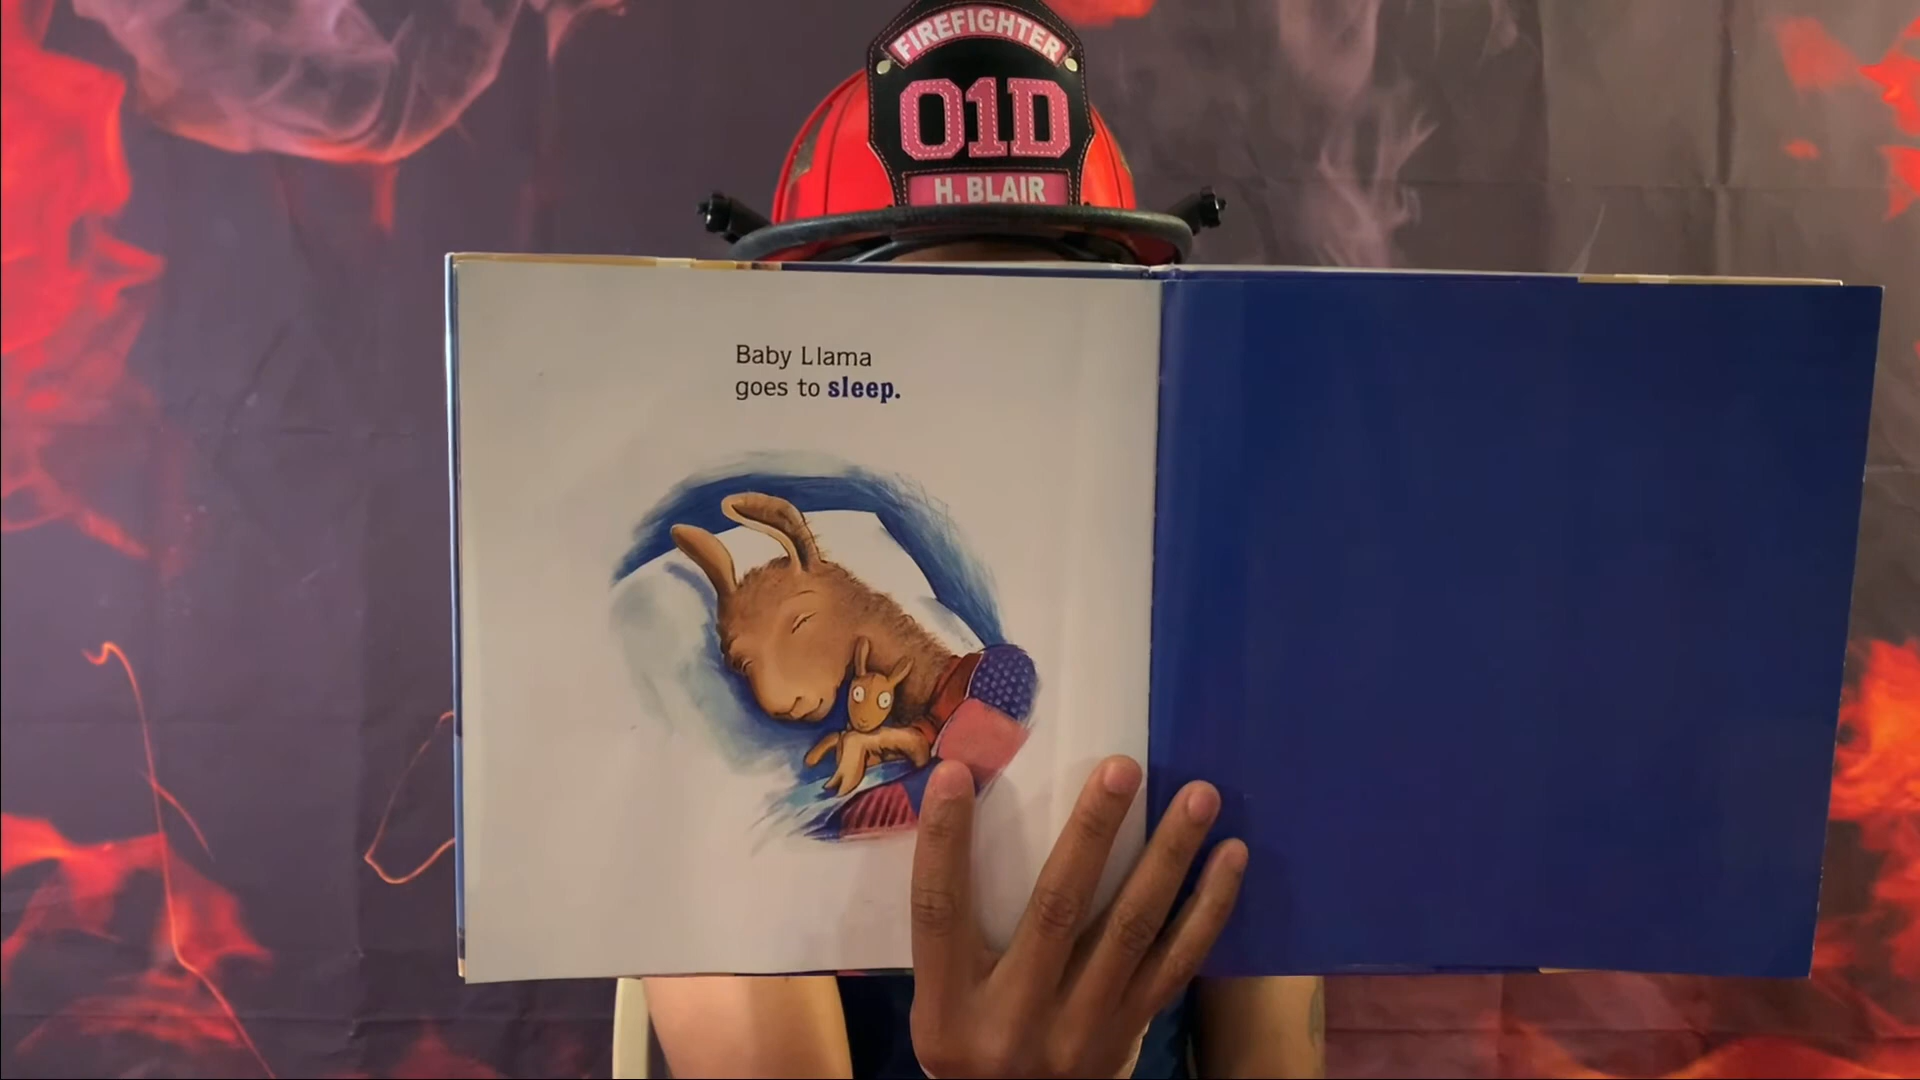 FIREFIGHTER
01D
H. BLAIR
Baby Llama
goes to sleep.